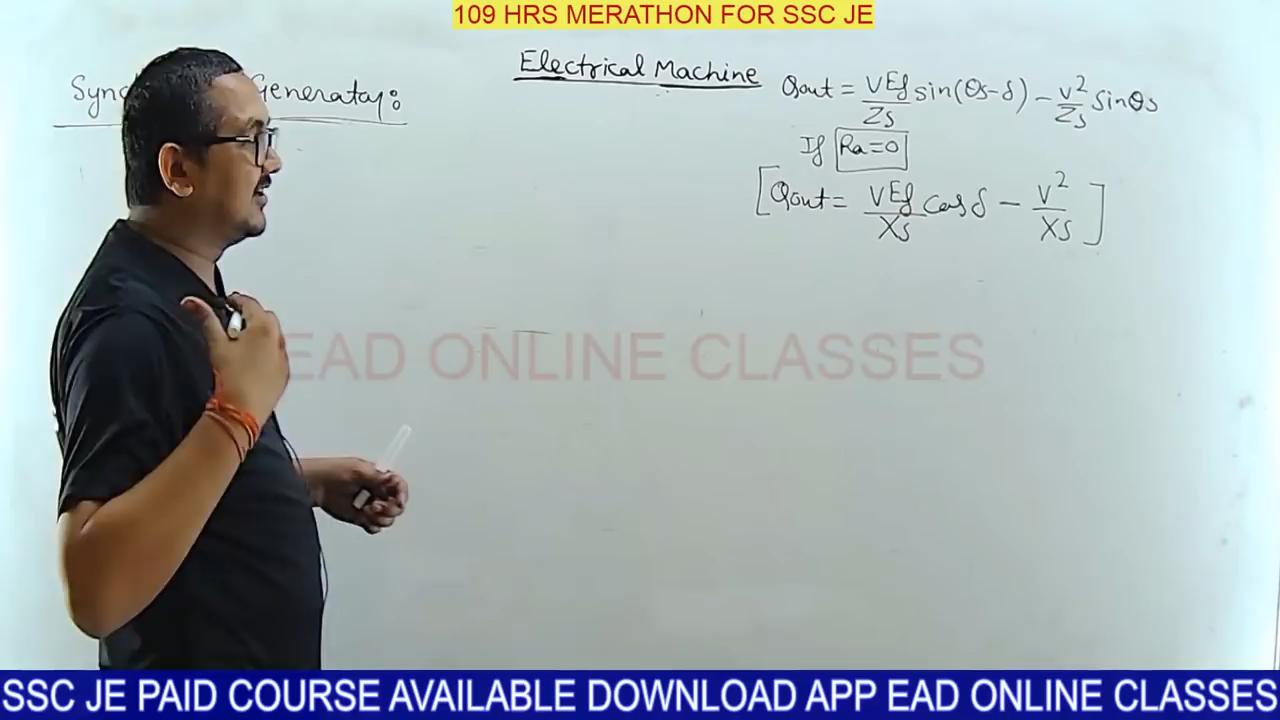 109 HRS MERATHON FOR SSC JE
Electrical Machine
Generator:
Qout = VEf/Zs sin(θs-δ) - V²/Zs sinθs
If Ra=0
[Qout = VEf/Xs cosδ - V²/Xs]
EAD ONLINE CLASSES
SSC JE PAID COURSE AVAILABLE DOWNLOAD APP EAD ONLINE CLASSES